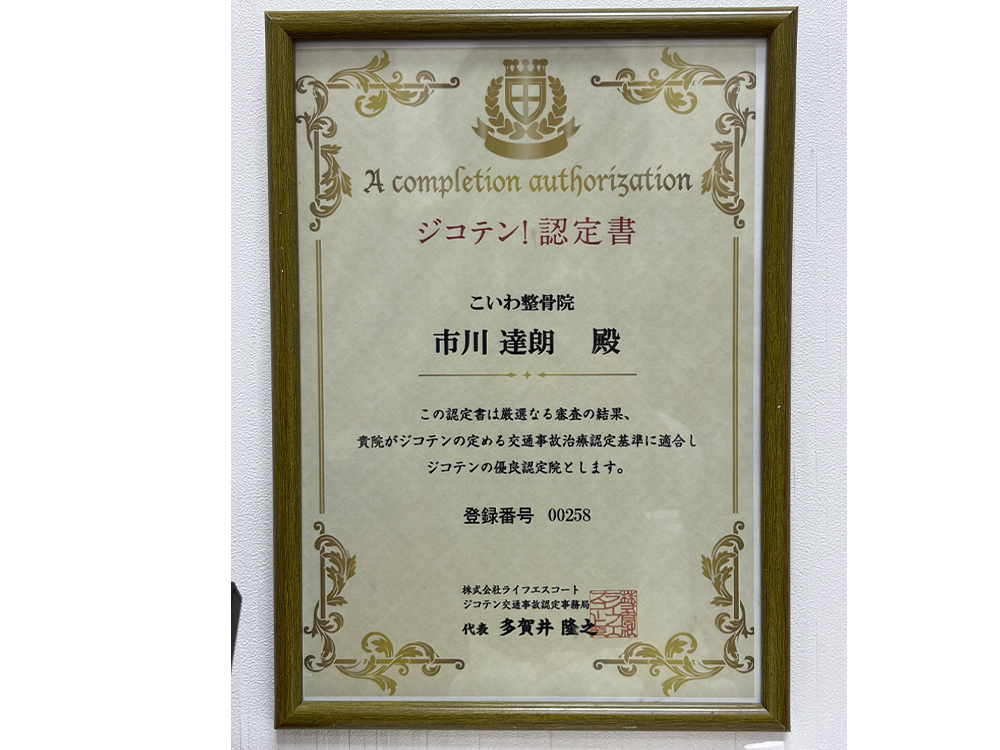 A completion authorization
ジコテン！認定書
こいわ整骨院
市川 達朗　殿
この認定書は厳選なる審査の結果、
貴院がジコテンの定める交通事故治療認定基準に適合し
ジコテンの優良認定院とします。
登録番号　00258
株式会社ライフエスコート
ジコテン交通事故認定事務局
代表　多賀井 隆之